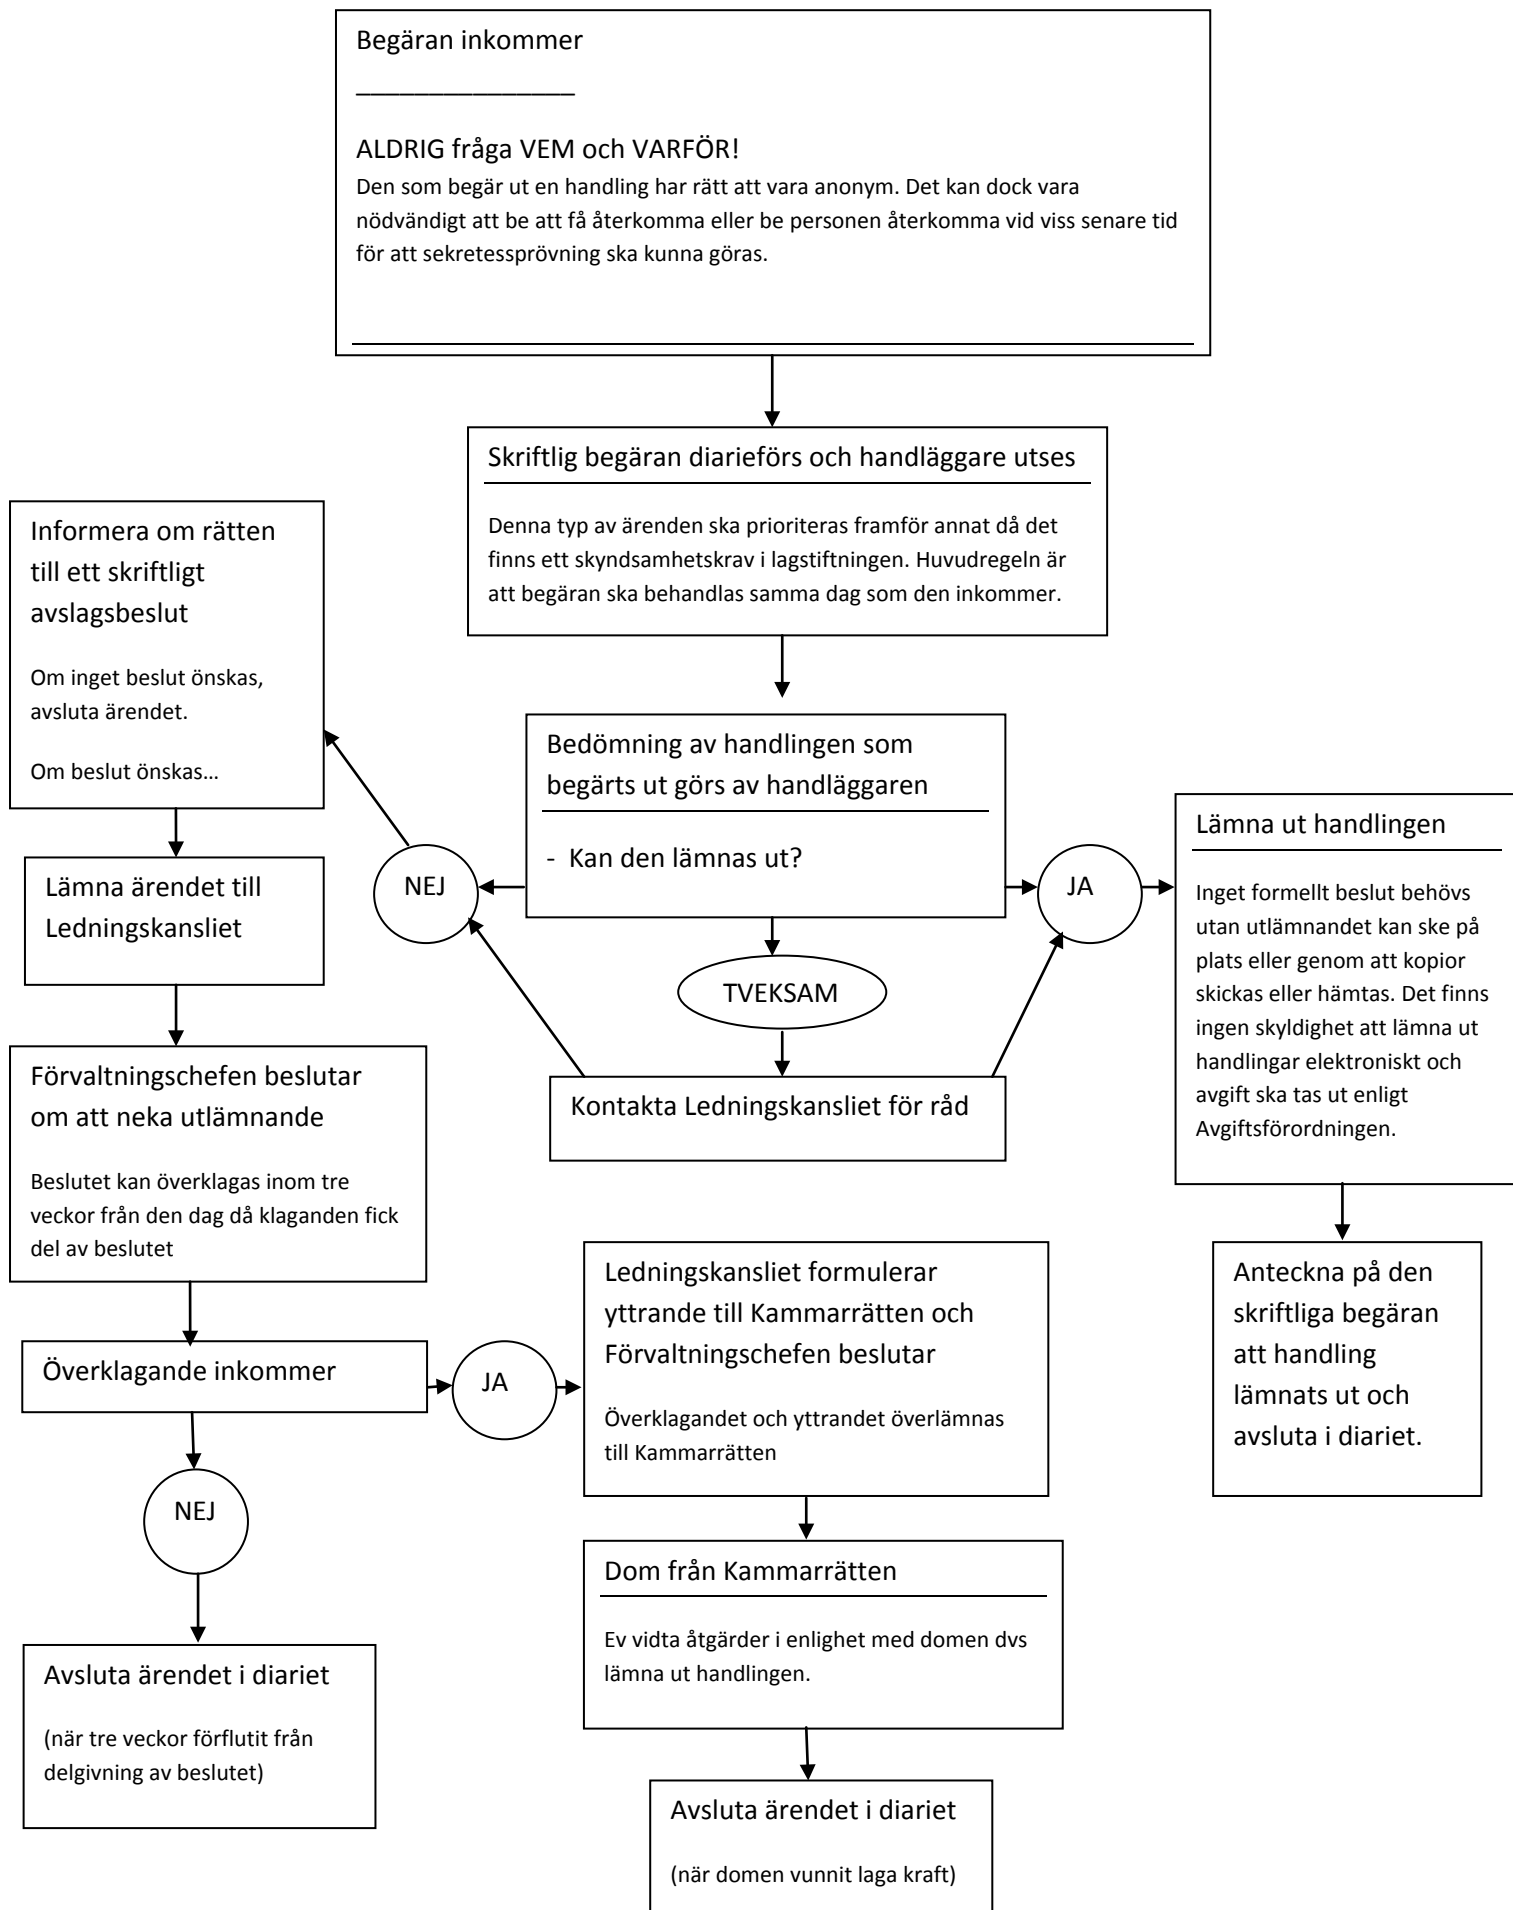 Begäran inkommer
_______________
ALDRIG fråga VEM och VARFÖR!
Den som begär ut en handling har rätt att vara anonym. Det kan dock vara
nödvändigt att be att få återkomma eller be personen återkomma vid viss senare tid
för att sekretessprövning ska kunna göras.
Skriftlig begäran diarieförs och handläggare utses
Denna typ av ärenden ska prioriteras framför annat då det
finns ett skyndsamhetskrav i lagstiftningen. Huvudregeln är
att begäran ska behandlas samma dag som den inkommer.
Informera om rätten
till ett skriftligt
avslagsbeslut
Om inget beslut önskas,
avsluta ärendet.
Om beslut önskas...
Bedömning av handlingen som
begärts ut görs av handläggaren
- Kan den lämnas ut?
NEJ
JA
TVEKSAM
Kontakta Ledningskansliet för råd
Lämna ut handlingen
Inget formellt beslut behövs
utan utlämnandet kan ske på
plats eller genom att kopior
skickas eller hämtas. Det finns
ingen skyldighet att lämna ut
handlingar elektroniskt och
avgift ska tas ut enligt
Avgiftsförordningen.
Anteckna på den
skriftliga begäran
att handling
lämnats ut och
avsluta i diariet.
Lämna ärendet till
Ledningskansliet
Förvaltningschefen beslutar
om att neka utlämnande
Beslutet kan överklagas inom tre
veckor från den dag då klaganden fick
del av beslutet
Överklagande inkommer
JA
NEJ
Ledningskansliet formulerar
yttrande till Kammarrätten och
Förvaltningschefen beslutar
Överklagandet och yttrandet överlämnas
till Kammarrätten
Dom från Kammarrätten
Ev vidta åtgärder i enlighet med domen dvs
lämna ut handlingen.
Avsluta ärendet i diariet
(när tre veckor förflutit från
delgivning av beslutet)
Avsluta ärendet i diariet
(när domen vunnit laga kraft)